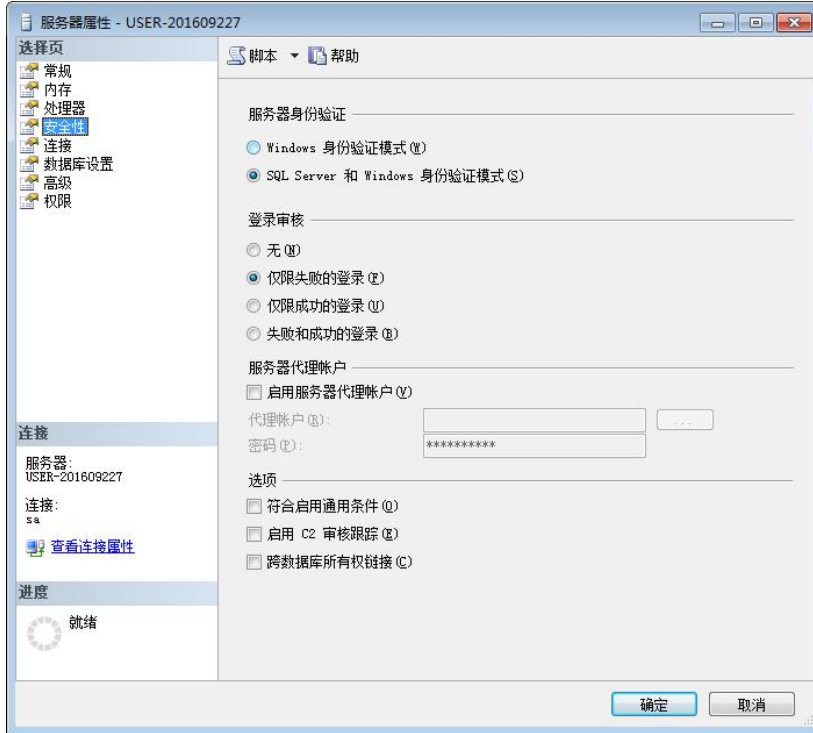 服务器属性 - USER-201609227
选择页
常规
内存
处理器
安全性
连接
数据库设置
高级
权限
脚本 帮助
服务器身份验证
Windows 身份验证模式(W)
SQL Server 和 Windows 身份验证模式(S)
登录审核
无(N)
仅限失败的登录(F)
仅限成功的登录(U)
失败和成功的登录(B)
服务器代理帐户
启用服务器代理帐户(V)
代理帐户(R):
...
密码(P):
**********
选项
符合启用通用条件(O)
启用 C2 审核跟踪(E)
跨数据库所有权链接(C)
连接
服务器:
USER-201609227
连接:
sa
查看连接属性
进度
就绪
确定 取消